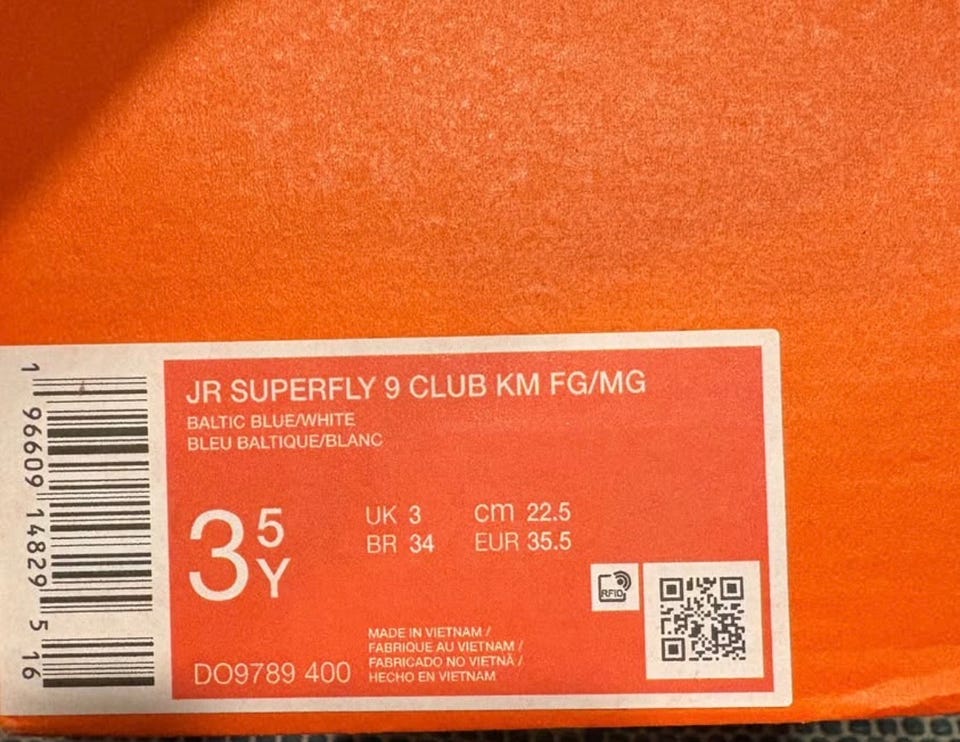 1 96609 14829 5 16
JR SUPERFLY 9 CLUB KM FG/MG
BALTIC BLUE/WHITE
BLEU BALTIQUE/BLANC
3 5 Y
UK 3 cm 22.5
BR 34 EUR 35.5
RFID
MADE IN VIETNAM /
FABRIQUE AU VIETNAM /
FABRICADO NO VIETNÃ /
HECHO EN VIETNAM
DO9789 400